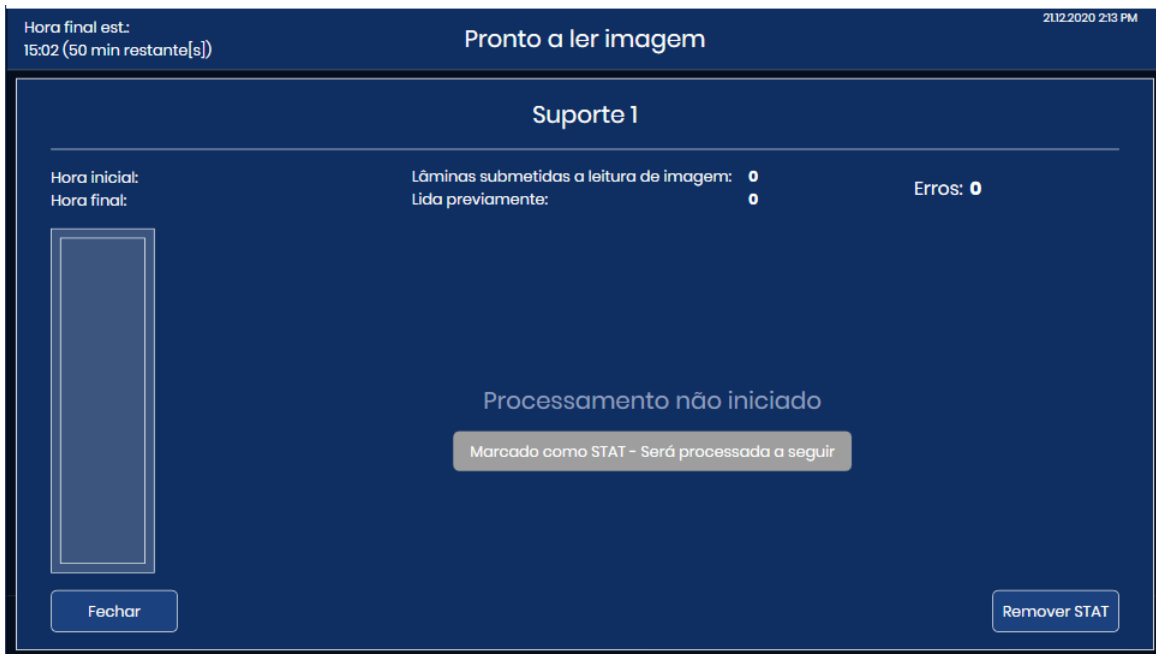 Hora final est.:
15:02 (50 min restante[s])
Pronto a ler imagem
21.12.2020 2:13 PM
Suporte 1
Hora inicial:
Hora final:
Lâminas submetidas a leitura de imagem: 0
Lida previamente: 0
Erros: 0
Processamento não iniciado
Marcado como STAT - Será processada a seguir
Fechar
Remover STAT